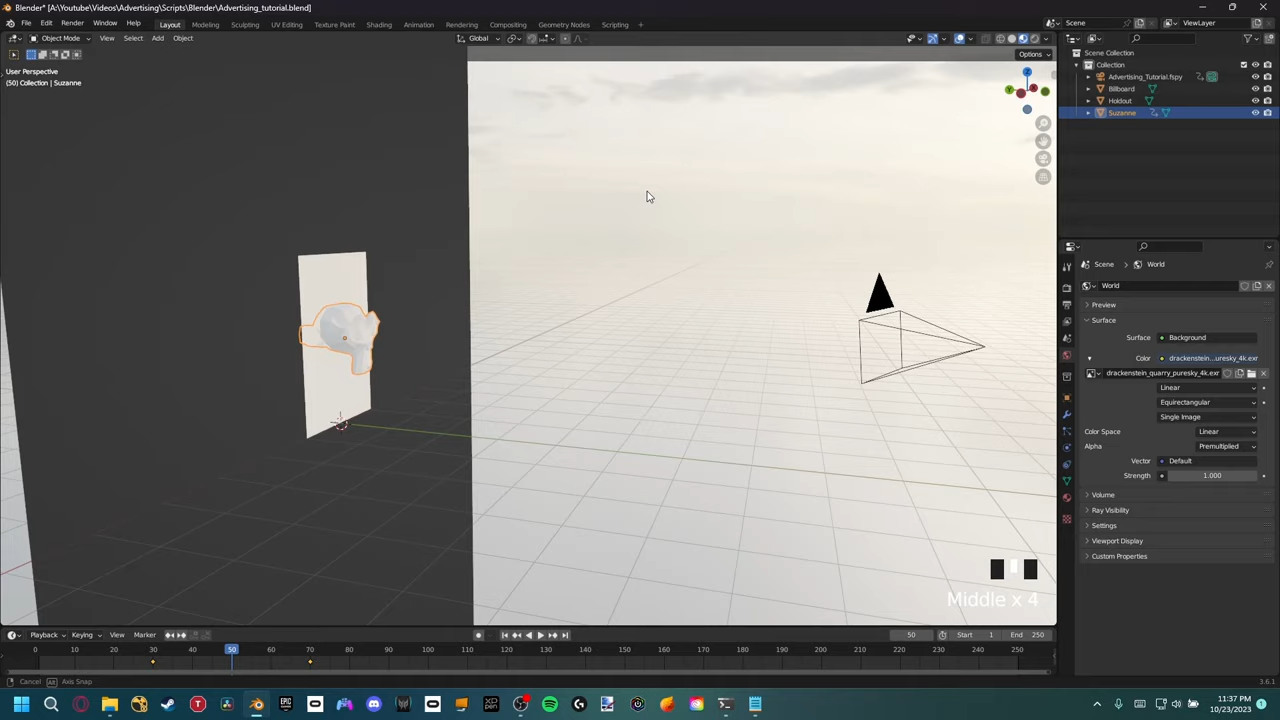 Blender* [A:\Youtube\Videos\Advertising\Scripts\Blender\Advertising_tutorial.blend]
File Edit Render Window Help Layout Modeling Sculpting UV Editing Texture Paint Shading Animation Rendering Compositing Geometry Nodes Scripting + Scene ViewLayer
Object Mode View Select Add Object Global
Options
User Perspective
(50) Collection | Suzanne
Scene Collection
Collection
Advertising_Tutorial.fspy
Billboard
Holdout
Suzanne
Scene > World
World
Preview
Surface
Surface Background
Color drackenstein...uresky_4k.exr
drackenstein_quarry_puresky_4k.exr
Linear
Equirectangular
Single Image
Color Space Linear
Alpha Premultiplied
Vector Default
Strength 1.000
Volume
Ray Visibility
Settings
Viewport Display
Custom Properties
Z
Y
X
Middle x 4
Playback Keying View Marker 50 Start 1 End 250
0 10 20 30 40 50 60 70 80 90 100 110 120 130 140 150 160 170 180 190 200 210 220 230 240 250
Cancel Alt Axis Snap 3.6.1
11:37 PM
10/23/2023